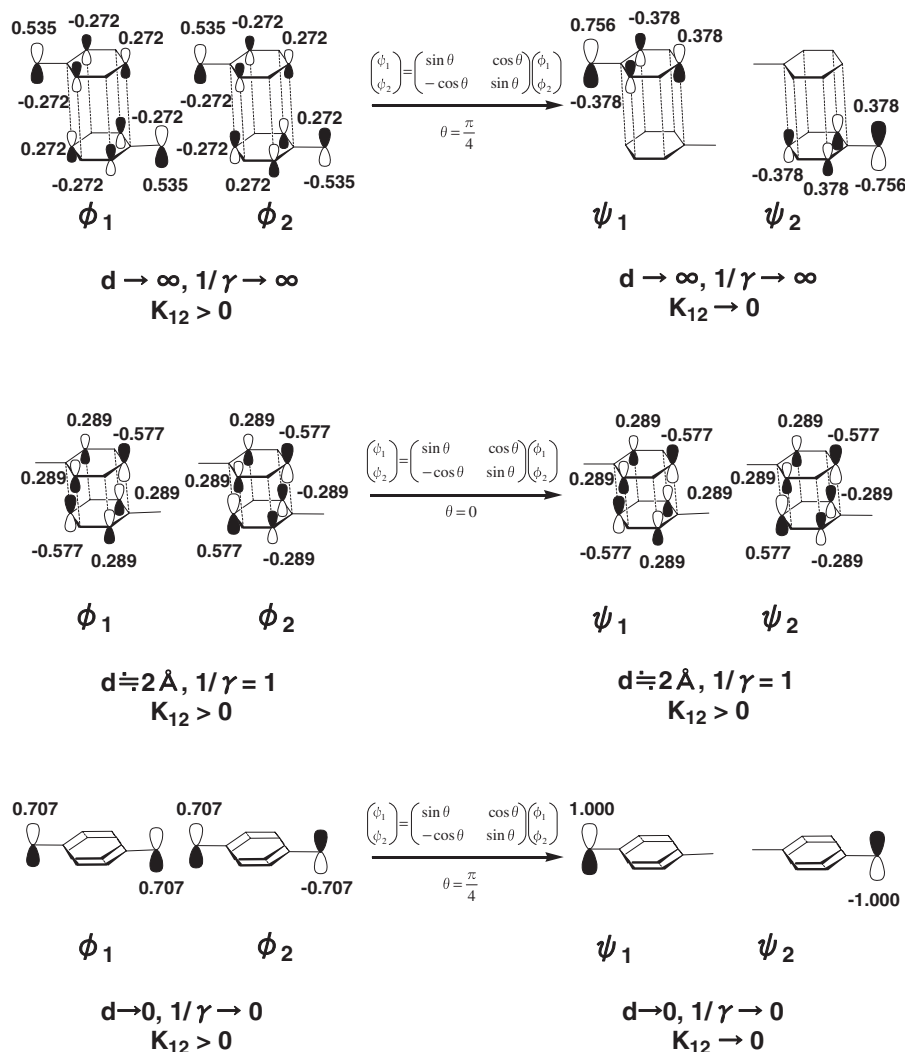 0.535 -0.272 0.272 0.535 -0.272 0.272
-0.272 -0.272
-0.272
0.272 -0.272 0.272
-0.272 0.535 0.272 -0.535
ϕ1 ϕ2
(ϕ1 ϕ2) = (sin θ cos θ -cos θ sin θ)(ϕ1 ϕ2)
θ = π/4
0.756 -0.378 0.378
-0.378 0.378
-0.378 0.378 -0.756
ψ1 ψ2
d → ∞, 1/γ → ∞
K12 > 0
d → ∞, 1/γ → ∞
K12 → 0
0.289 -0.577 0.289 -0.577
0.289 0.289 0.289 -0.289
-0.577 0.289 0.577 -0.289
ϕ1 ϕ2
(ϕ1 ϕ2) = (sin θ cos θ -cos θ sin θ)(ϕ1 ϕ2)
θ = 0
0.289 -0.577 0.289 -0.577
0.289 0.289 0.289 -0.289
-0.577 0.289 0.577 -0.289
ψ1 ψ2
d≒2 Å, 1/γ = 1
K12 > 0
d≒2 Å, 1/γ = 1
K12 > 0
0.707 0.707
0.707 -0.707
ϕ1 ϕ2
(ϕ1 ϕ2) = (sin θ cos θ -cos θ sin θ)(ϕ1 ϕ2)
θ = π/4
1.000
-1.000
ψ1 ψ2
d→0, 1/γ → 0
K12 > 0
d→0, 1/γ → 0
K12 → 0